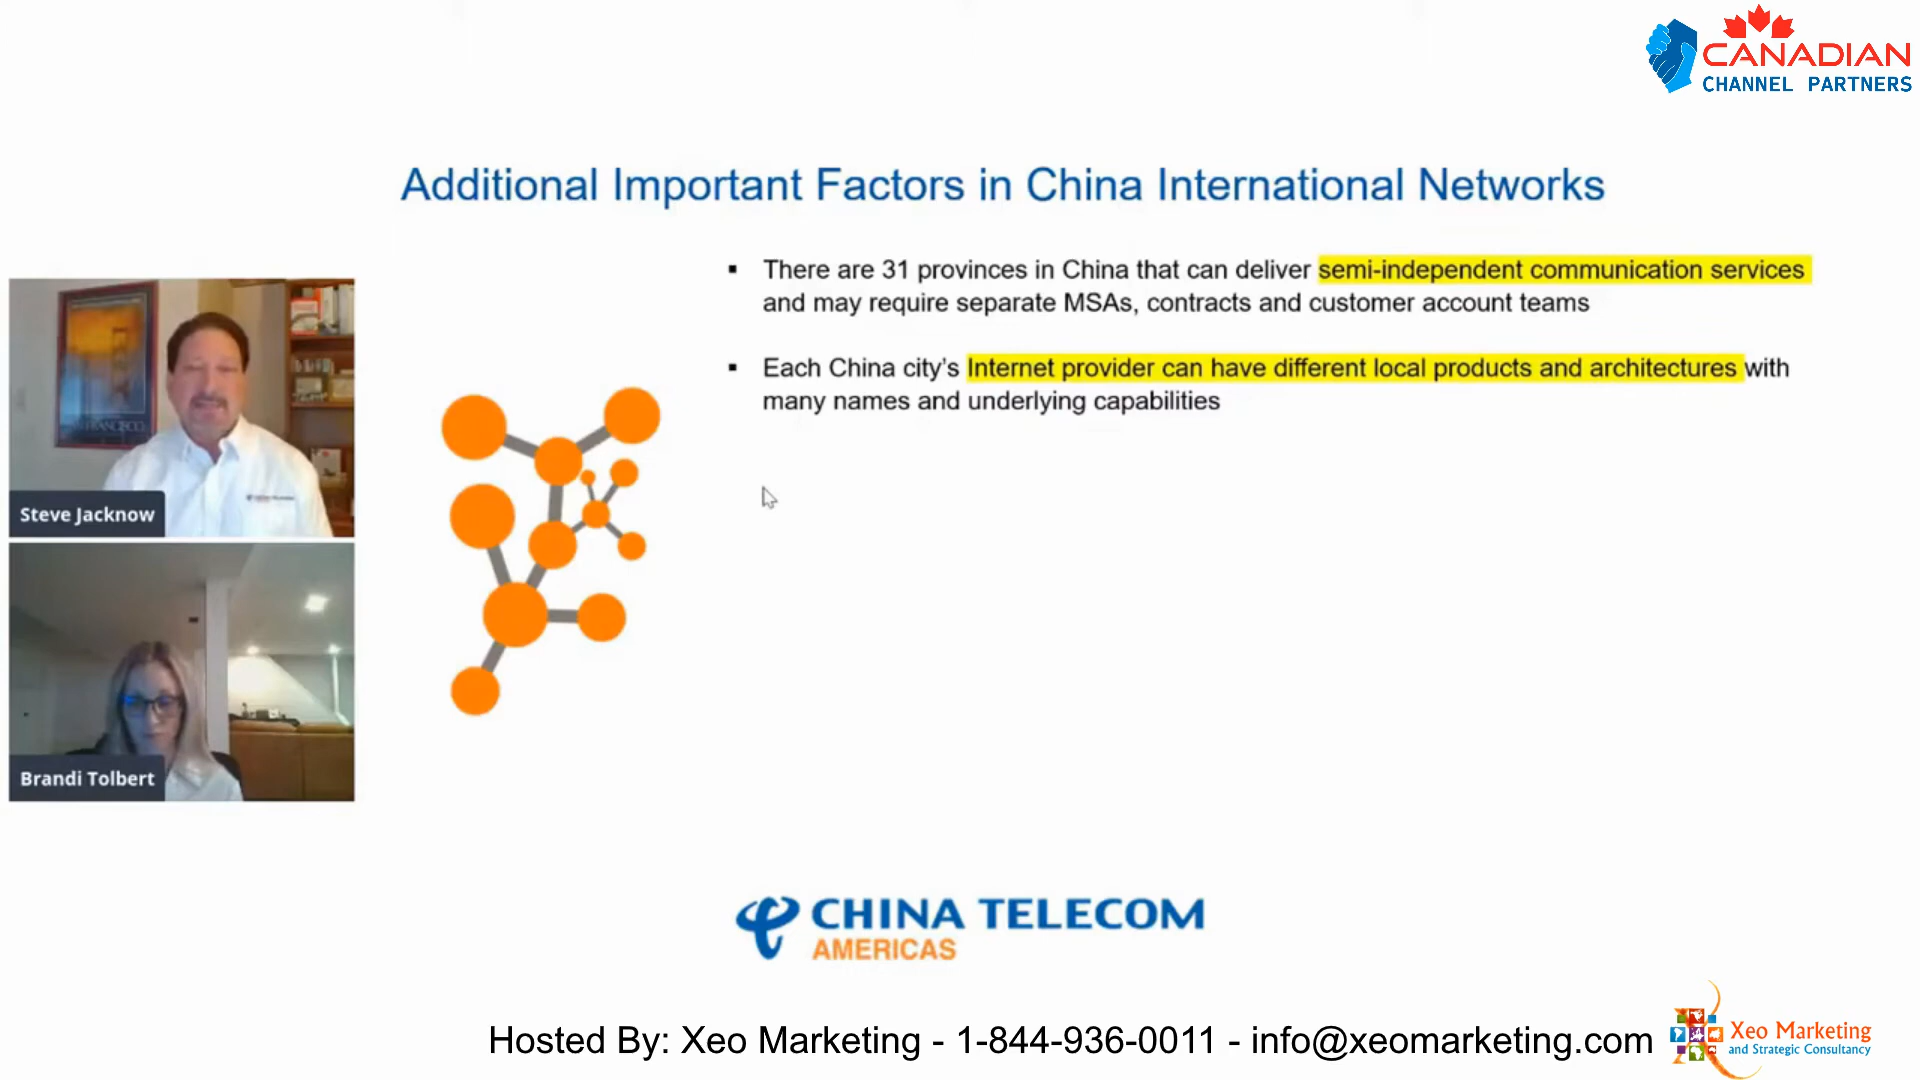 CANADIAN
CHANNEL PARTNERS
Additional Important Factors in China International Networks
▪ There are 31 provinces in China that can deliver semi-independent communication services
and may require separate MSAs, contracts and customer account teams
▪ Each China city’s Internet provider can have different local products and architectures with
many names and underlying capabilities
FRANCISCO
Steve Jacknow
Brandi Tolbert
CHINA TELECOM
AMERICAS
Hosted By: Xeo Marketing - 1-844-936-0011 - info@xeomarketing.com
Xeo Marketing
and Strategic Consultancy